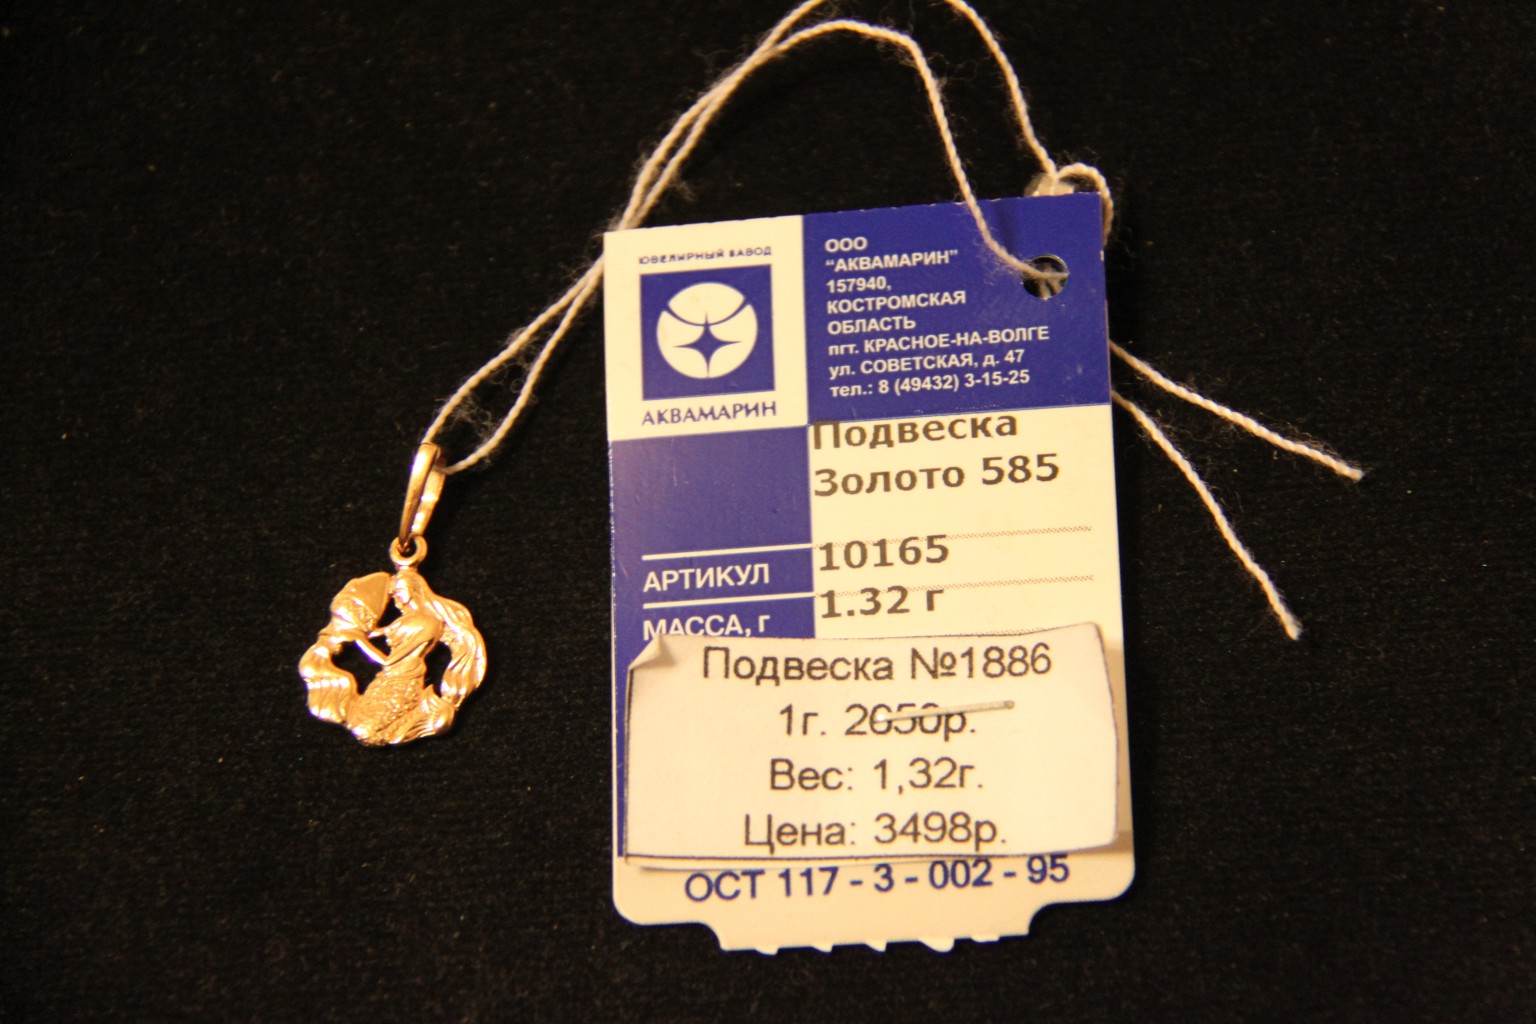 ЮВЕЛИРНЫЙ ЗАВОД
АКВАМАРИН
ООО
"АКВАМАРИН"
157940,
КОСТРОМСКАЯ
ОБЛАСТЬ
пгт. КРАСНОЕ-НА-ВОЛГЕ
ул. СОВЕТСКАЯ, д. 47
тел.: 8 (49432) 3-15-25
Подвеска
Золото 585
АРТИКУЛ 10165
МАССА, Г 1.32 г
Подвеска №1886
1г. 2650р.
Вес: 1,32г.
Цена: 3498р.
ОСТ 117 - 3 - 002 - 95